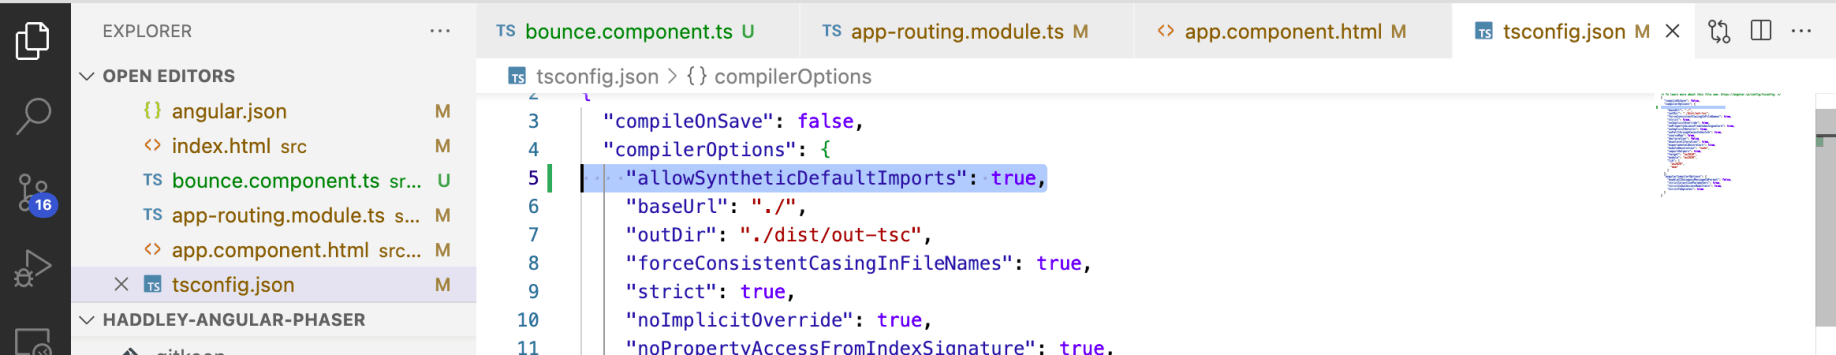 EXPLORER
OPEN EDITORS
{} angular.json M
<> index.html src M
TS bounce.component.ts sr... U
TS app-routing.module.ts s... M
<> app.component.html src... M
TS tsconfig.json M
HADDLEY-ANGULAR-PHASER
16
TS bounce.component.ts U
TS app-routing.module.ts M
<> app.component.html M
TS tsconfig.json M
TS tsconfig.json > {} compilerOptions
2 {
3 "compileOnSave": false,
4 "compilerOptions": {
5 "allowSyntheticDefaultImports": true,
6 "baseUrl": "./",
7 "outDir": "./dist/out-tsc",
8 "forceConsistentCasingInFileNames": true,
9 "strict": true,
10 "noImplicitOverride": true,
11 "noPropertyAccessFromIndexSignature": true,